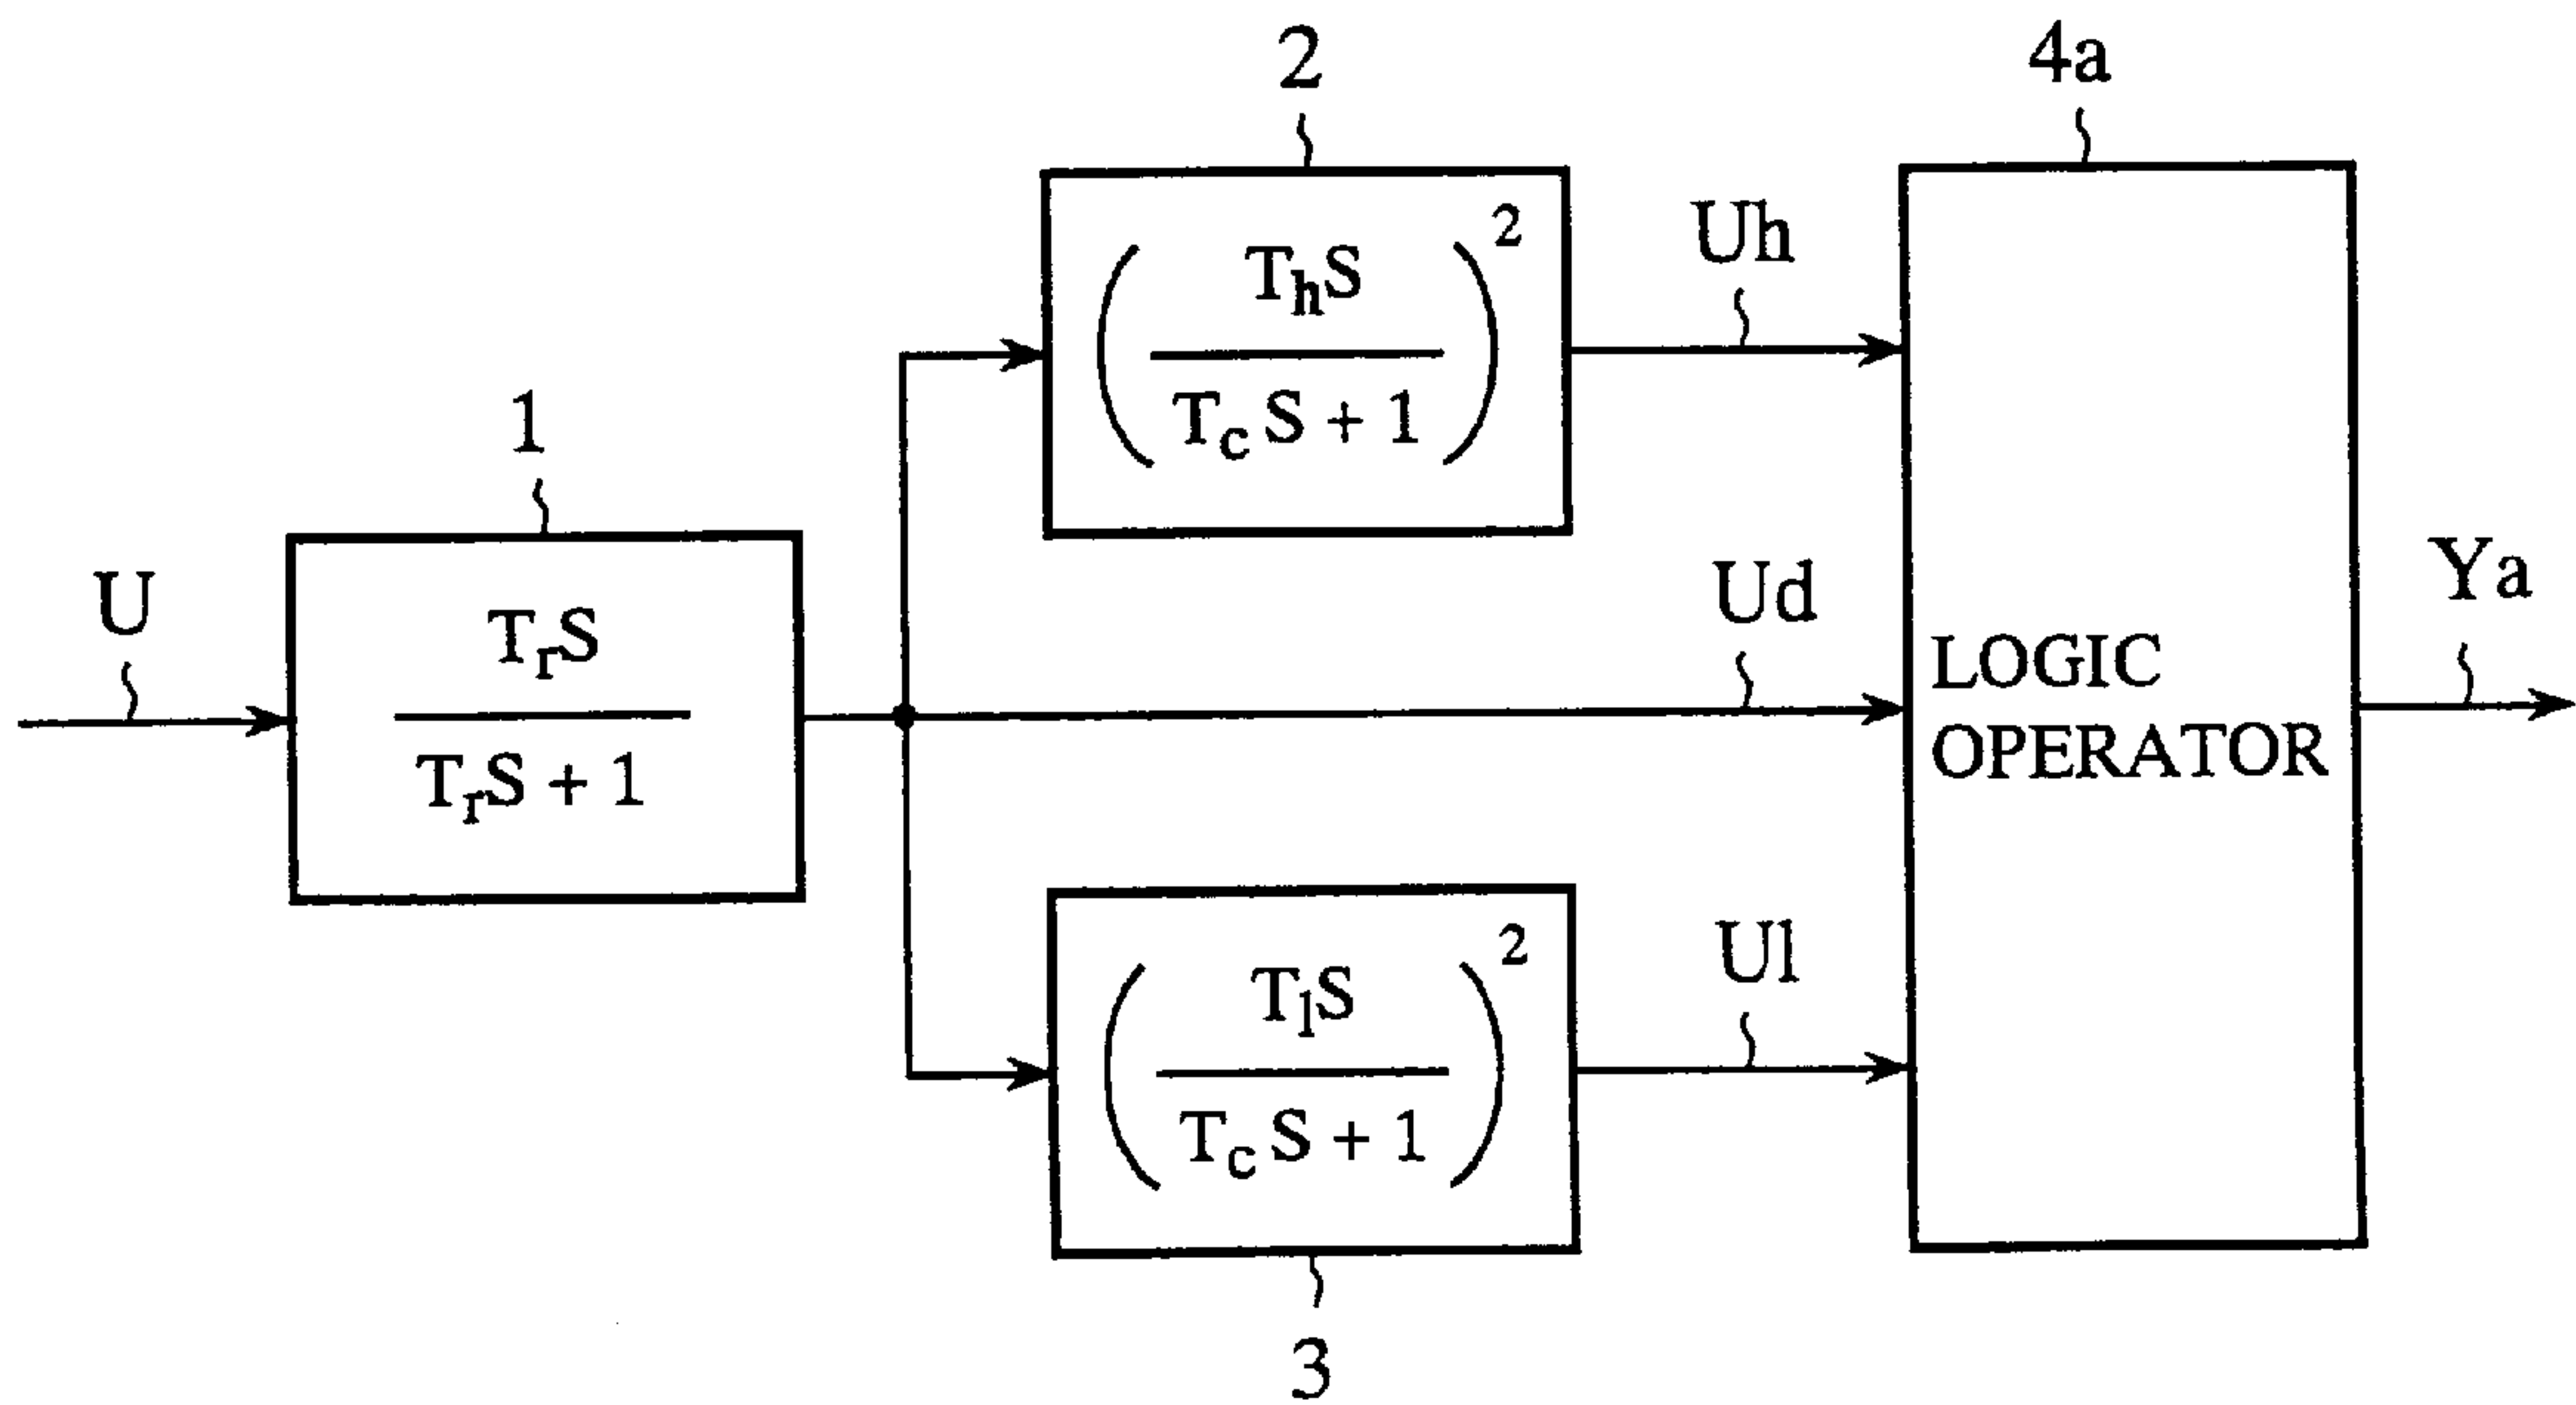 2
4a
(ThS / TcS + 1)²
Uh
1
U
TrS / TrS + 1
Ud
LOGIC
OPERATOR
Ya
(TlS / TcS + 1)²
Ul
3